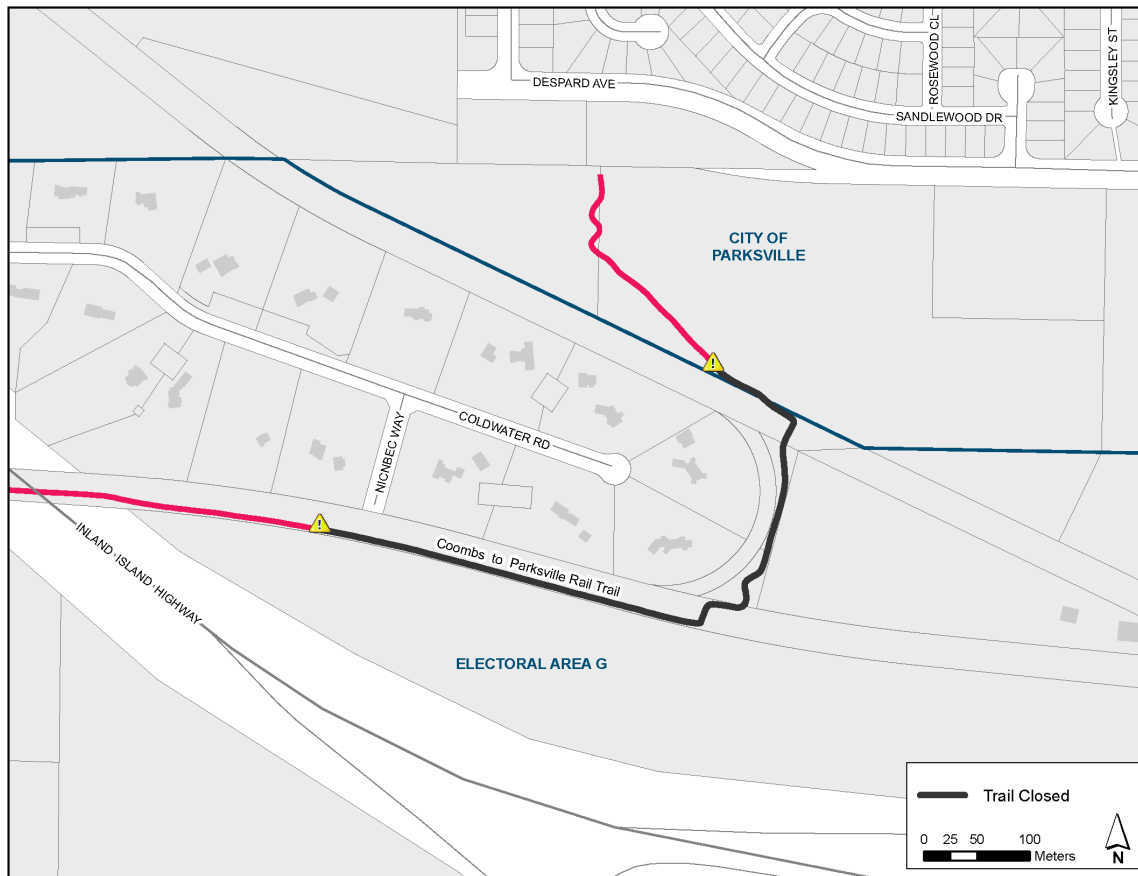 ROSEWOOD CL
KINGSLEY ST
DESPARD AVE
SANDLEWOOD DR
CITY OF
PARKSVILLE
COLDWATER RD
NICNBEC WAY
INLAND-ISLAND-HIGHWAY
Coombs to Parksville Rail Trail
ELECTORAL AREA G
Trail Closed
0 25 50 100
Meters
N